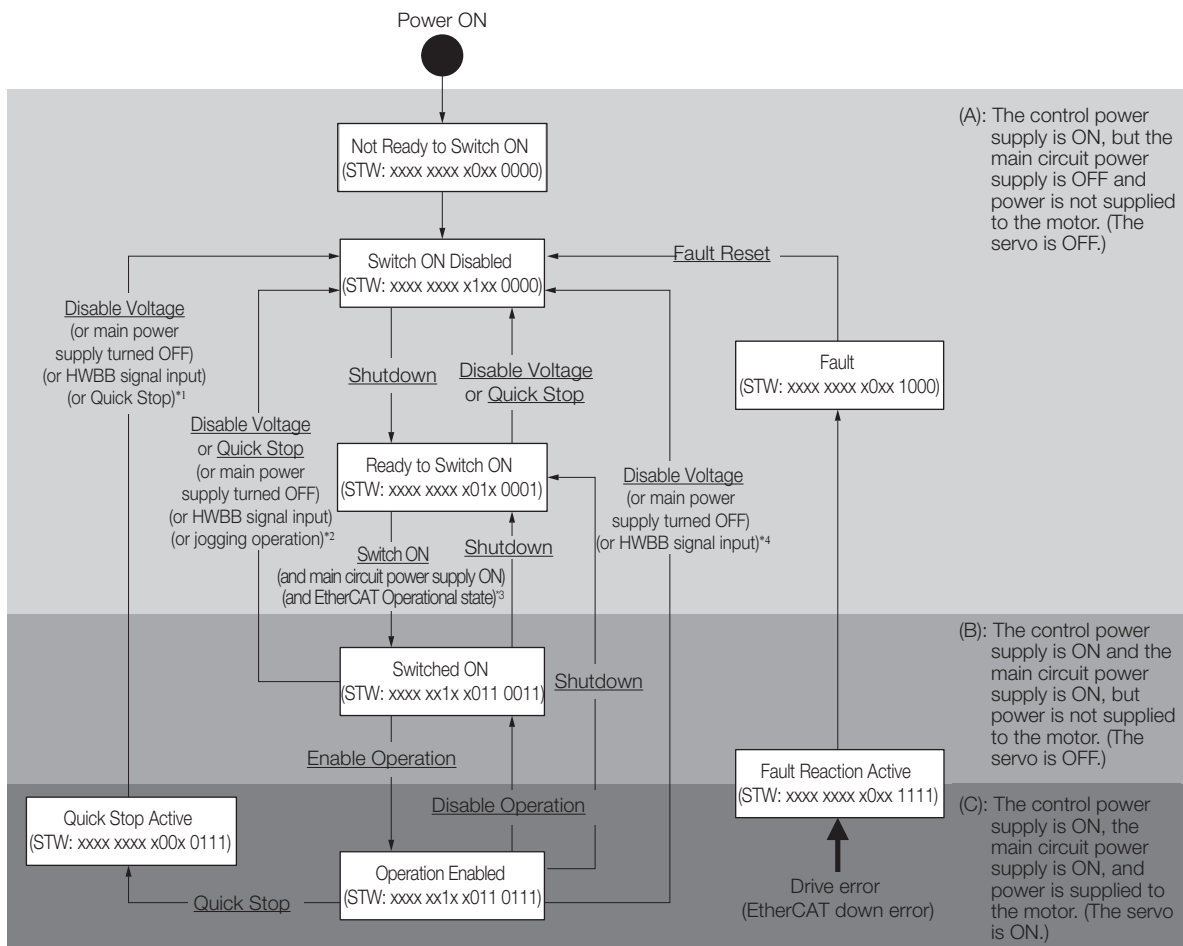 Power ON
Not Ready to Switch ON
(STW: xxxx xxxx x0xx 0000)
(A): The control power
supply is ON, but the
main circuit power
supply is OFF and
power is not supplied
to the motor. (The
servo is OFF.)
Switch ON Disabled
(STW: xxxx xxxx x1xx 0000)
Fault Reset
Disable Voltage
(or main power
supply turned OFF)
(or HWBB signal input)
(or Quick Stop)*1
Shutdown
Disable Voltage
or Quick Stop
Fault
(STW: xxxx xxxx x0xx 1000)
Disable Voltage
or Quick Stop
(or main power
supply turned OFF)
(or HWBB signal input)
(or jogging operation)*2
Ready to Switch ON
(STW: xxxx xxxx x01x 0001)
Disable Voltage
(or main power
supply turned OFF)
(or HWBB signal input)*4
Switch ON
(and main circuit power supply ON)
(and EtherCAT Operational state)*3
Shutdown
Switched ON
(STW: xxxx xx1x x011 0011)
Shutdown
(B): The control power
supply is ON and the
main circuit power
supply is ON, but
power is not supplied
to the motor. (The
servo is OFF.)
Enable Operation
Disable Operation
Fault Reaction Active
(STW: xxxx xxxx x0xx 1111)
Quick Stop Active
(STW: xxxx xxxx x00x 0111)
(C): The control power
supply is ON, the
main circuit power
supply is ON, and
power is supplied to
the motor. (The servo
is ON.)
Operation Enabled
(STW: xxxx xx1x x011 0111)
Quick Stop
Drive error
(EtherCAT down error)